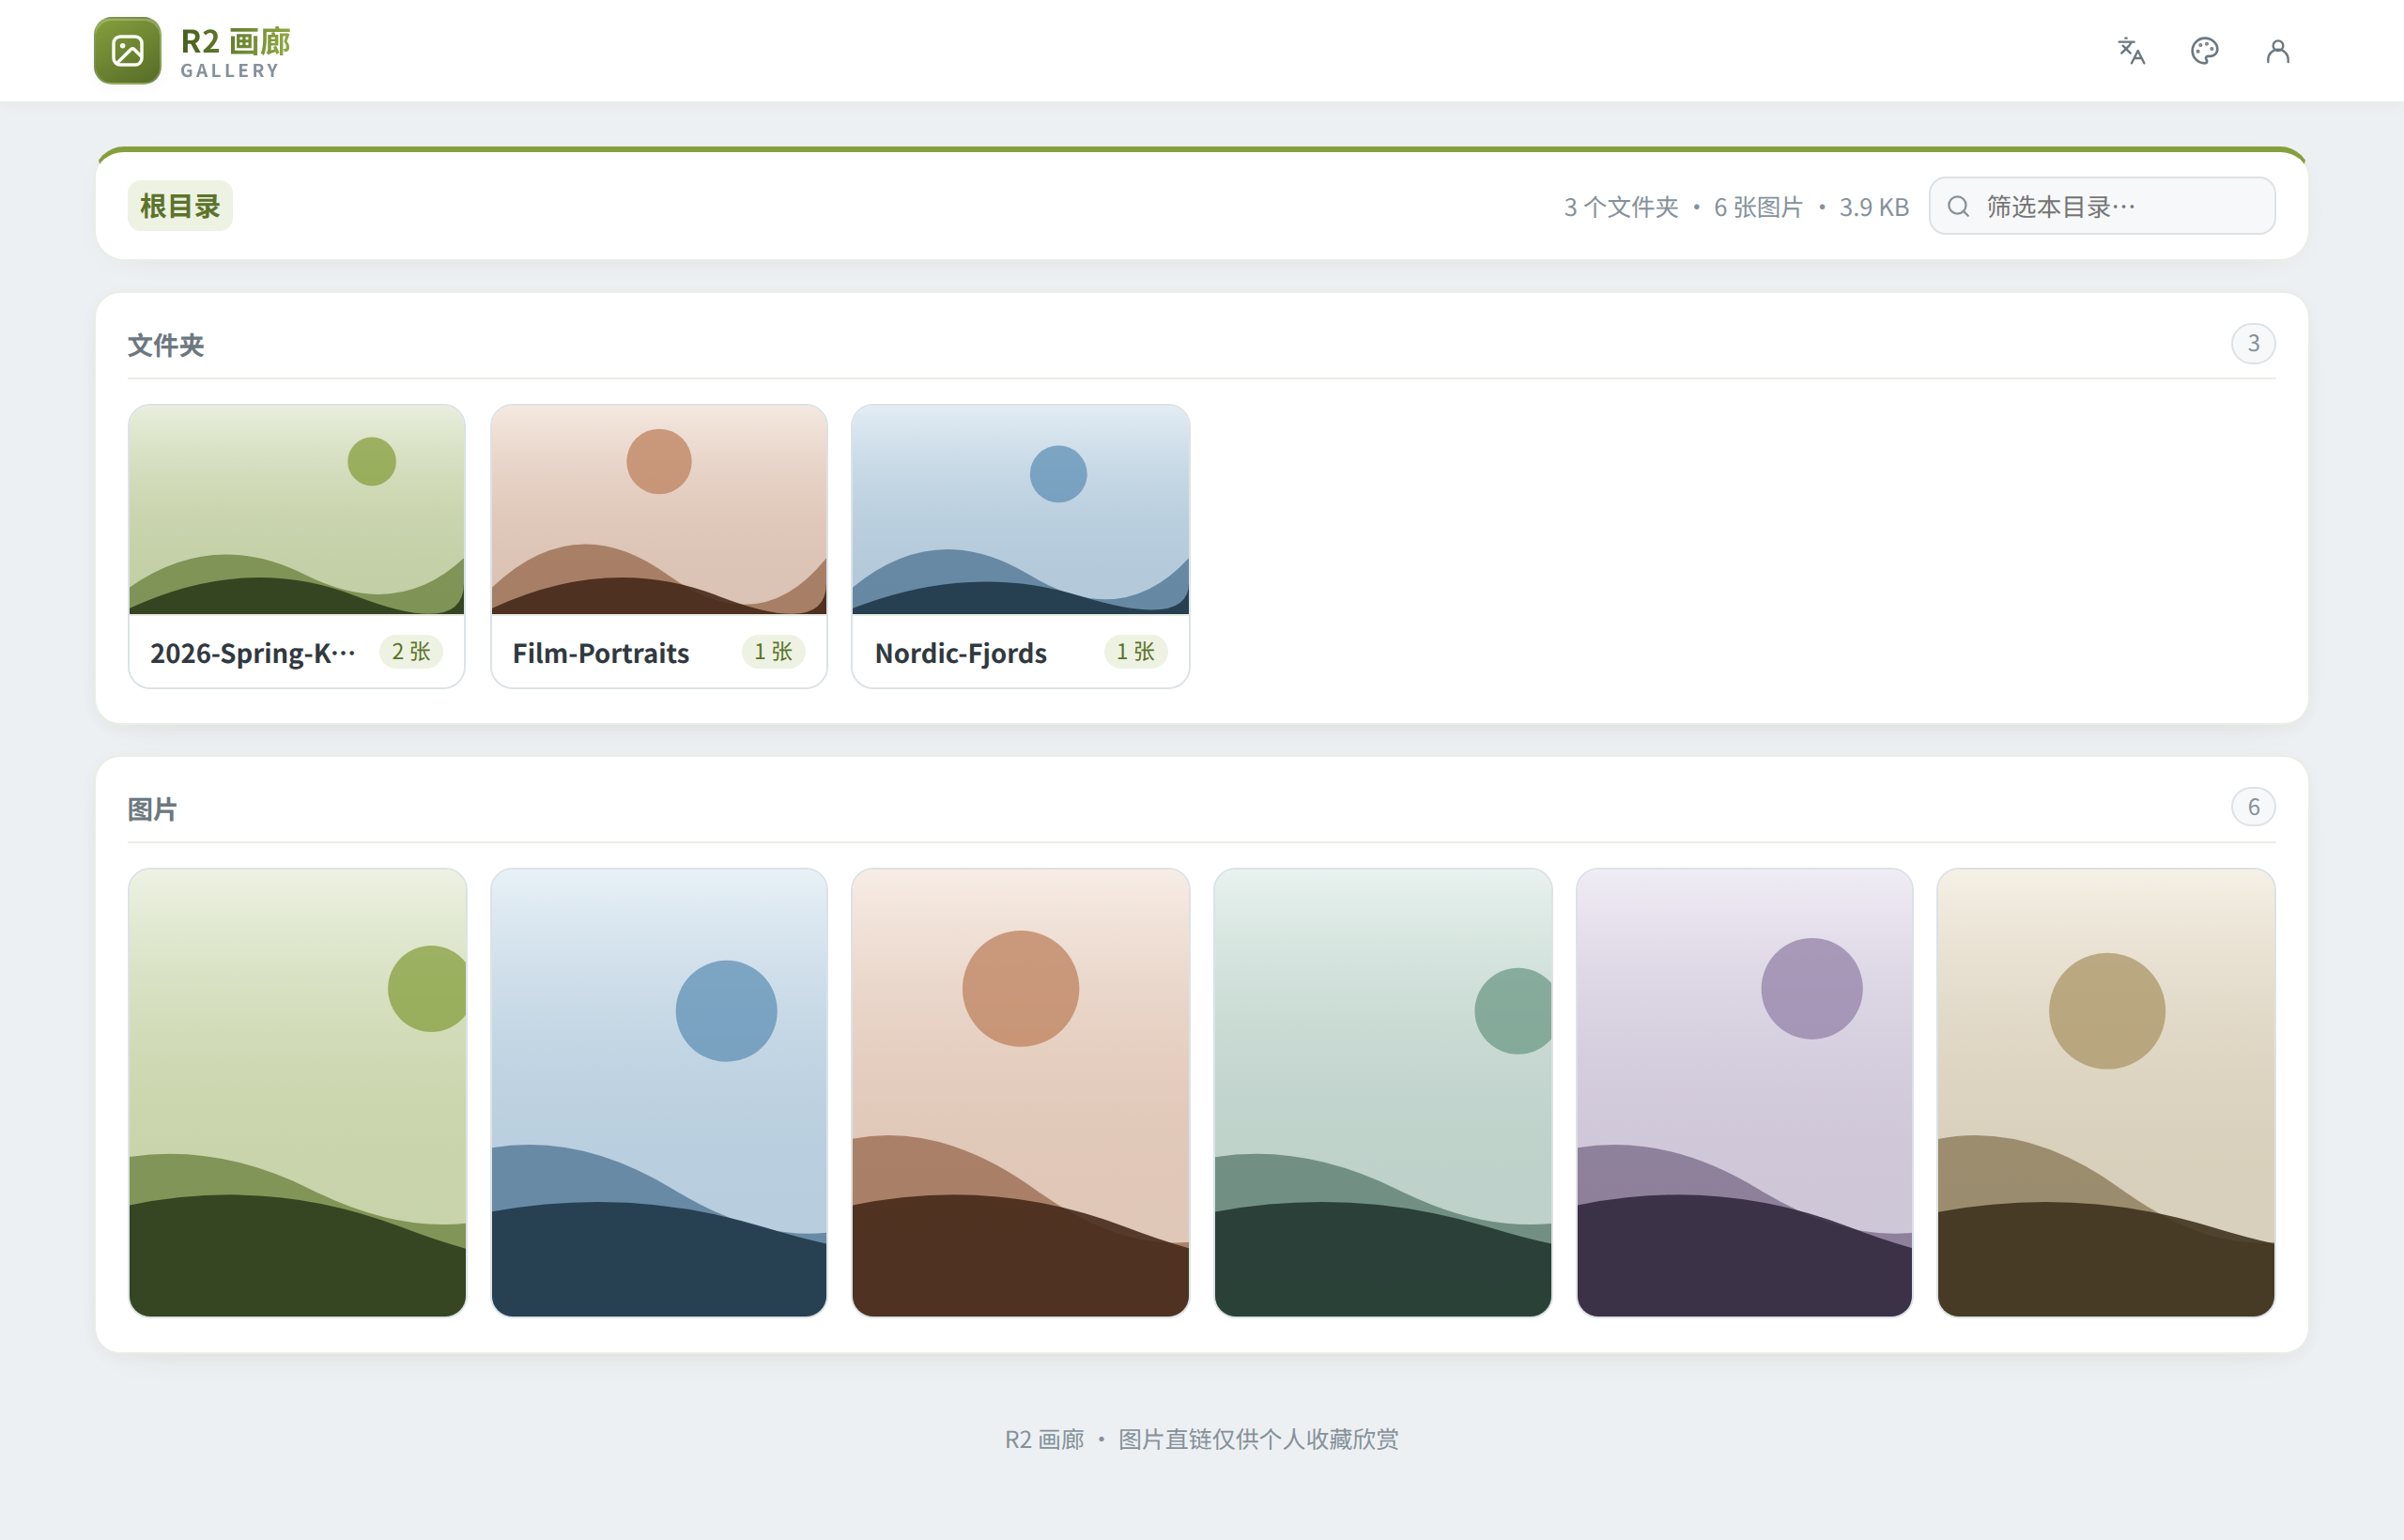 R2 画廊
GALLERY
根目录
3 个文件夹 • 6 张图片 • 3.9 KB
筛选本目录…
文件夹
3
2026-Spring-K…
2 张
Film-Portraits
1 张
Nordic-Fjords
1 张
图片
6
R2 画廊 • 图片直链仅供个人收藏欣赏